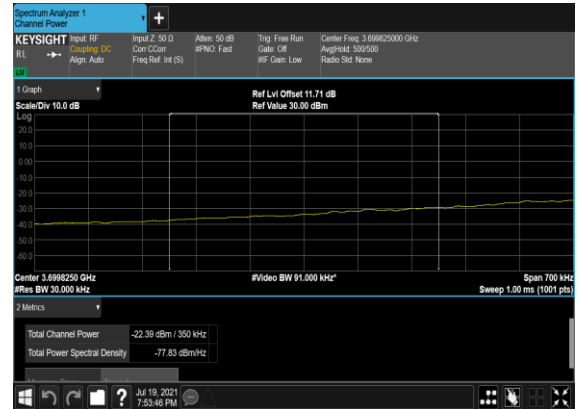 Spectrum Analyzer 1
Channel Power
+
KEYSIGHT
RL
Input: RF
Coupling: DC
Align: Auto
Input Z: 50 Ω
Corr CCorr
Freq Ref: Int (S)
Atten: 50 dB
#PNO: Fast
Trig: Free Run
Gate: Off
#IF Gain: Low
Center Freq: 3.699825000 GHz
Avg|Hold: 500/500
Radio Std: None
1 Graph
Scale/Div 10.0 dB
Ref Lvl Offset 11.71 dB
Ref Value 30.00 dBm
Log
20.0
10.0
0.00
-10.0
-20.0
-30.0
-40.0
-50.0
-60.0
Center 3.6998250 GHz
#Video BW 91.000 kHz*
Span 700 kHz
#Res BW 30.000 kHz
Sweep 1.00 ms (1001 pts)
2 Metrics
Total Channel Power
-22.39 dBm / 350 kHz
Total Power Spectral Density
-77.83 dBm/Hz
?
Jul 19, 2021
7:53:46 PM